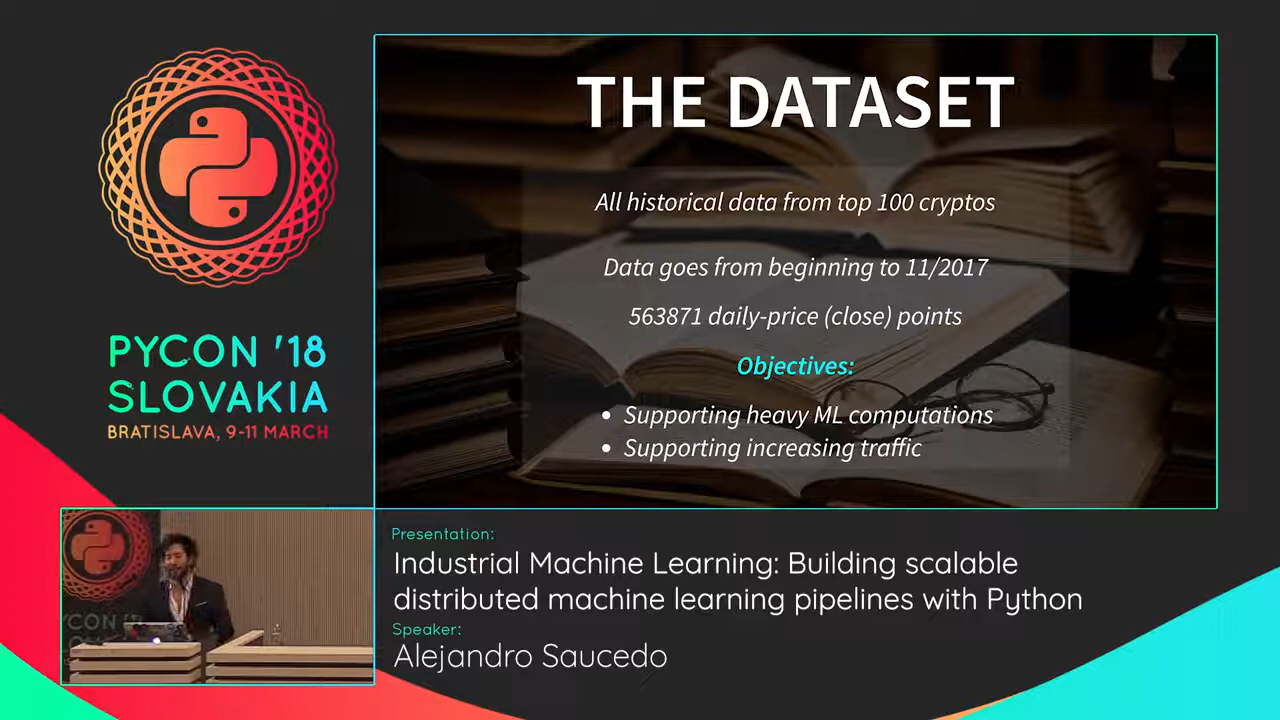 THE DATASET
All historical data from top 100 cryptos
Data goes from beginning to 11/2017
563871 daily-price (close) points
Objectives:
• Supporting heavy ML computations
• Supporting increasing traffic
PYCON '18
SLOVAKIA
BRATISLAVA, 9-11 MARCH
Presentation:
Industrial Machine Learning: Building scalable
distributed machine learning pipelines with Python
Speaker:
Alejandro Saucedo